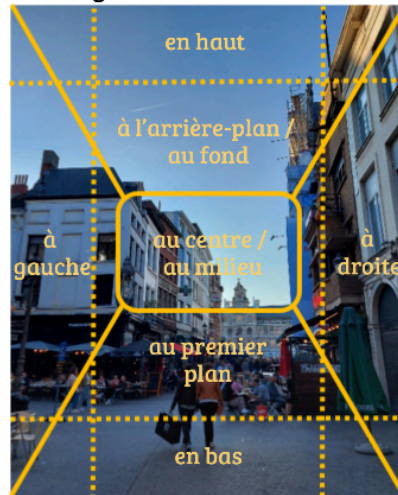 en haut
à l'arrière-plan /
au fond
à
gauche
au centre /
au milieu
à
droite
au premier
plan
en bas